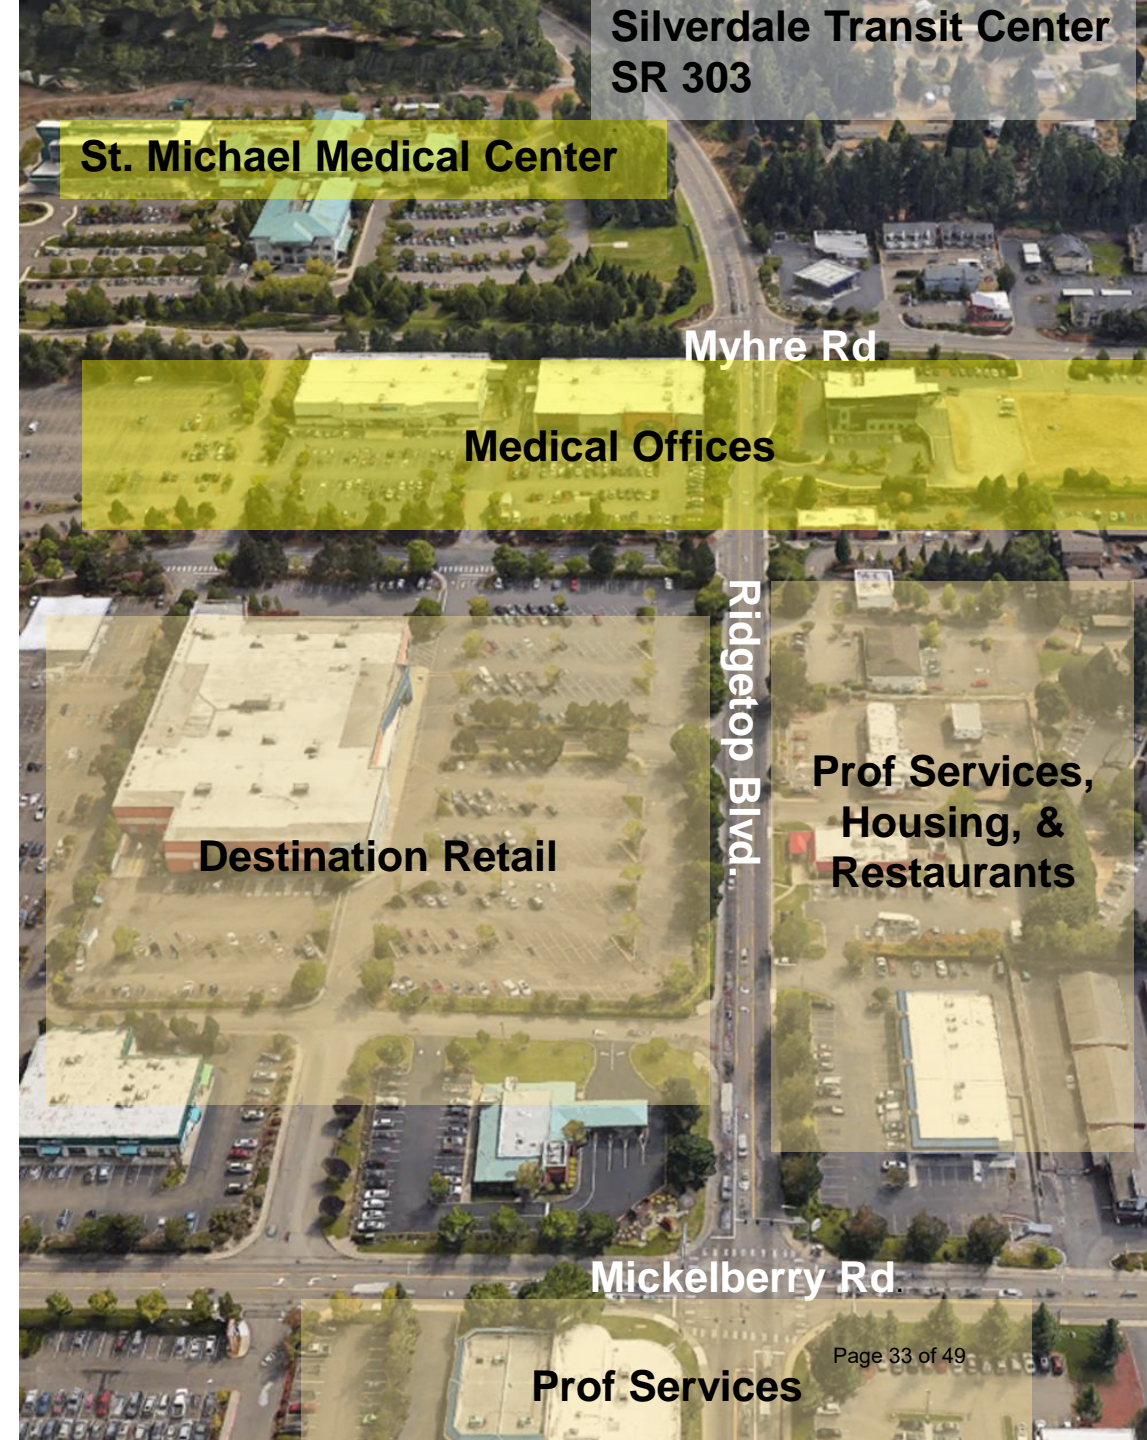 Silverdale Transit Center
SR 303
St. Michael Medical Center
Myhre Rd
Medical Offices
Ridgetop Blvd.
Prof Services,
Housing, &
Restaurants
Destination Retail
Mickelberry Rd.
Page 33 of 49
Prof Services